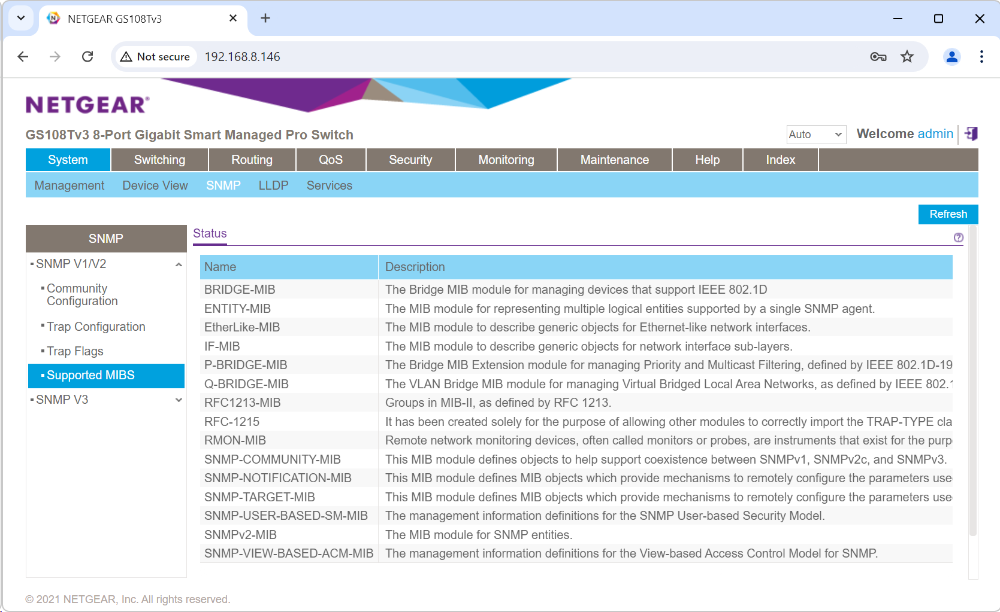 NETGEAR GS108Tv3
Not secure
192.168.8.146
NETGEAR®
GS108Tv3 8-Port Gigabit Smart Managed Pro Switch
Auto
Welcome admin
System Switching Routing QoS Security Monitoring Maintenance Help Index
Management Device View SNMP LLDP Services
Refresh
SNMP
SNMP V1/V2
Community
Configuration
Trap Configuration
Trap Flags
Supported MIBS
SNMP V3
Status
Name Description
BRIDGE-MIB The Bridge MIB module for managing devices that support IEEE 802.1D
ENTITY-MIB The MIB module for representing multiple logical entities supported by a single SNMP agent.
EtherLike-MIB The MIB module to describe generic objects for Ethernet-like network interfaces.
IF-MIB The MIB module to describe generic objects for network interface sub-layers.
P-BRIDGE-MIB The Bridge MIB Extension module for managing Priority and Multicast Filtering, defined by IEEE 802.1D-19
Q-BRIDGE-MIB The VLAN Bridge MIB module for managing Virtual Bridged Local Area Networks, as defined by IEEE 802.1
RFC1213-MIB Groups in MIB-II, as defined by RFC 1213.
RFC-1215 It has been created solely for the purpose of allowing other modules to correctly import the TRAP-TYPE cla
RMON-MIB Remote network monitoring devices, often called monitors or probes, are instruments that exist for the purp
SNMP-COMMUNITY-MIB This MIB module defines objects to help support coexistence between SNMPv1, SNMPv2c, and SNMPv3.
SNMP-NOTIFICATION-MIB This MIB module defines MIB objects which provide mechanisms to remotely configure the parameters use
SNMP-TARGET-MIB This MIB module defines MIB objects which provide mechanisms to remotely configure the parameters use
SNMP-USER-BASED-SM-MIB The management information definitions for the SNMP User-based Security Model.
SNMPv2-MIB The MIB module for SNMP entities.
SNMP-VIEW-BASED-ACM-MIB The management information definitions for the View-based Access Control Model for SNMP.
© 2021 NETGEAR, Inc. All rights reserved.